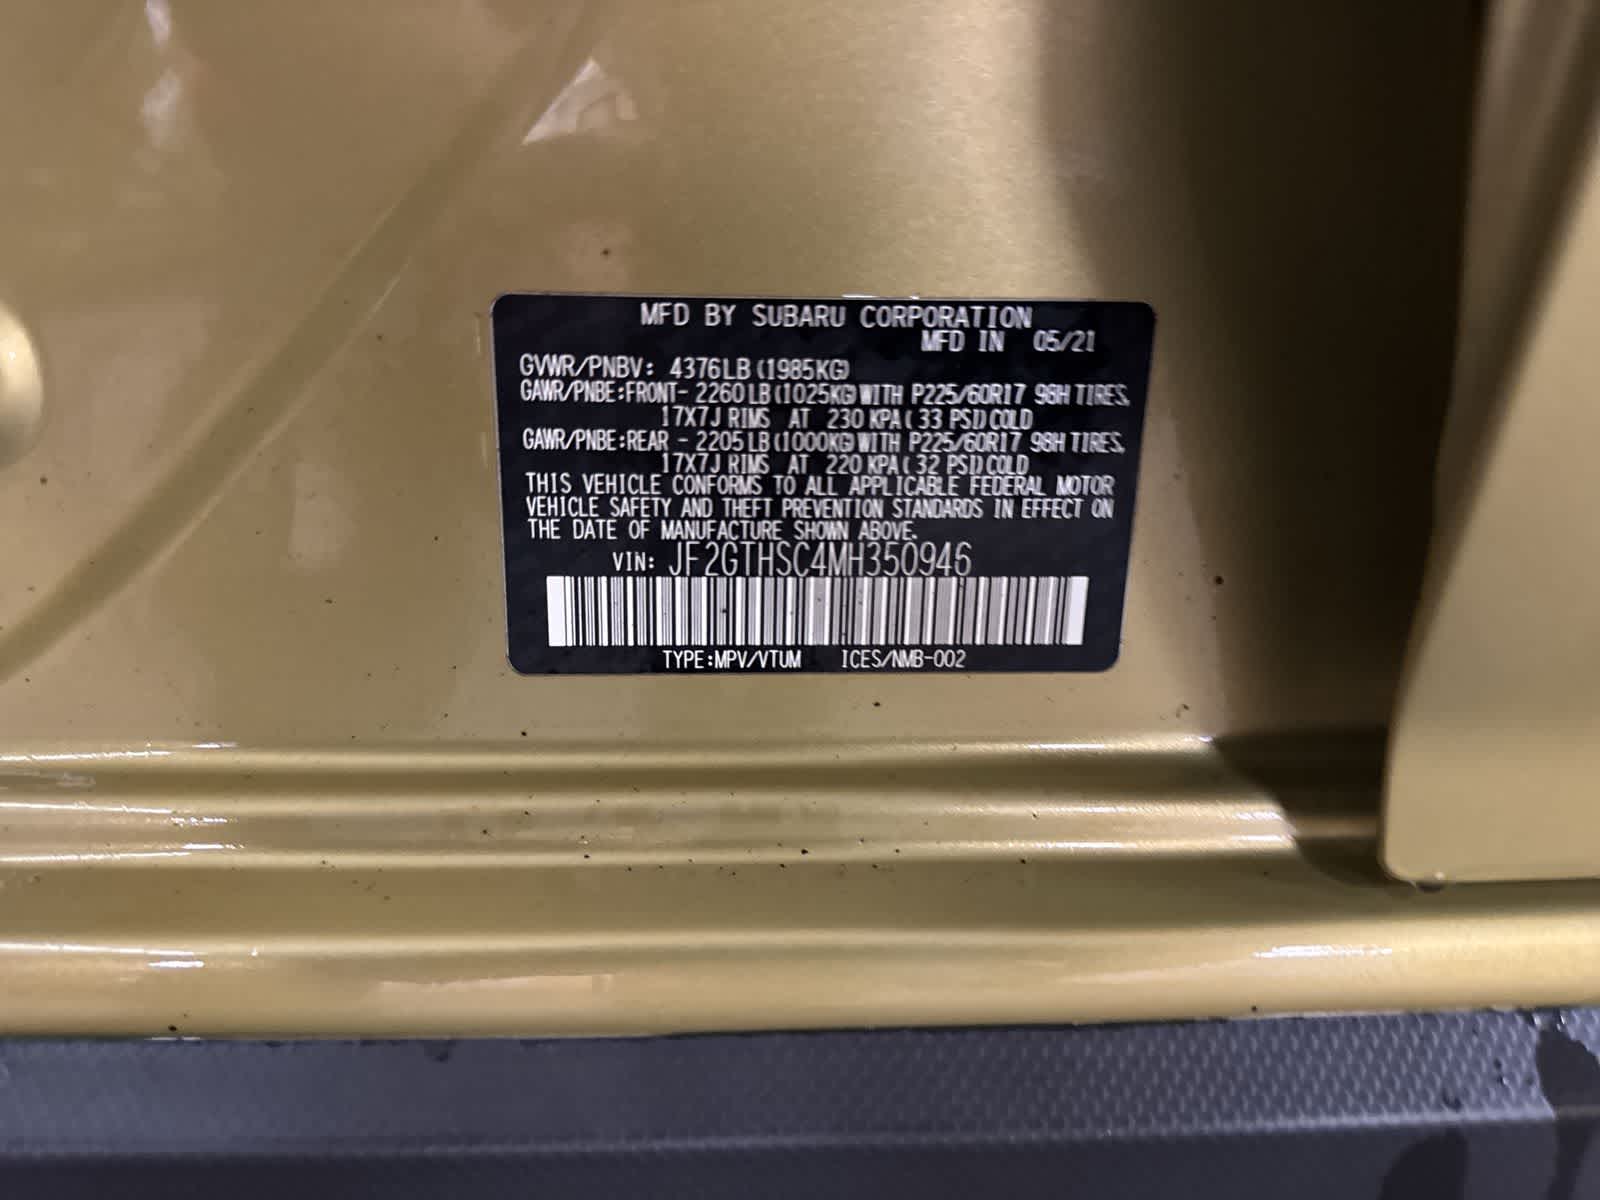 MFD BY SUBARU CORPORATION
MFD IN 05/21
GVWR/PNBV: 4376LB(1985KG)
GAWR/PNBE:FRONT- 2260LB(1025KG)WITH P225/60R17 98H TIRES,
17X7J RIMS AT 230 KPA( 33 PSI)COLD
GAWR/PNBE:REAR - 2205LB(1000KG)WITH P225/60R17 98H TIRES,
17X7J RIMS AT 220 KPA( 32 PSI)COLD
THIS VEHICLE CONFORMS TO ALL APPLICABLE FEDERAL MOTOR
VEHICLE SAFETY AND THEFT PREVENTION STANDARDS IN EFFECT ON
THE DATE OF MANUFACTURE SHOWN ABOVE.
VIN: JF2GTHSC4MH350946
TYPE:MPV/VTUM ICES/NMB-002